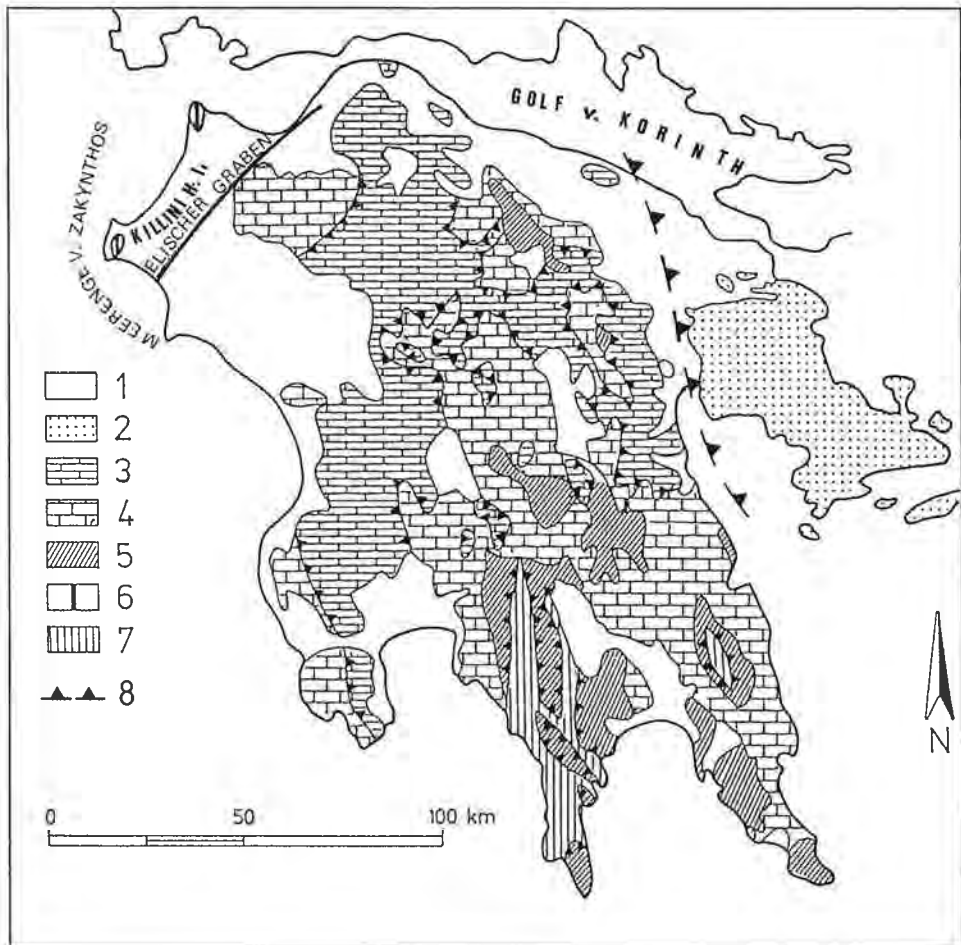 GOLF v. KORINTH
MEERENGE V. ZAKYNTHOS
KILLINI H. I.
ELISCHER GRABEN
1
2
3
4
5
6
7
8
0 50 100 km
N